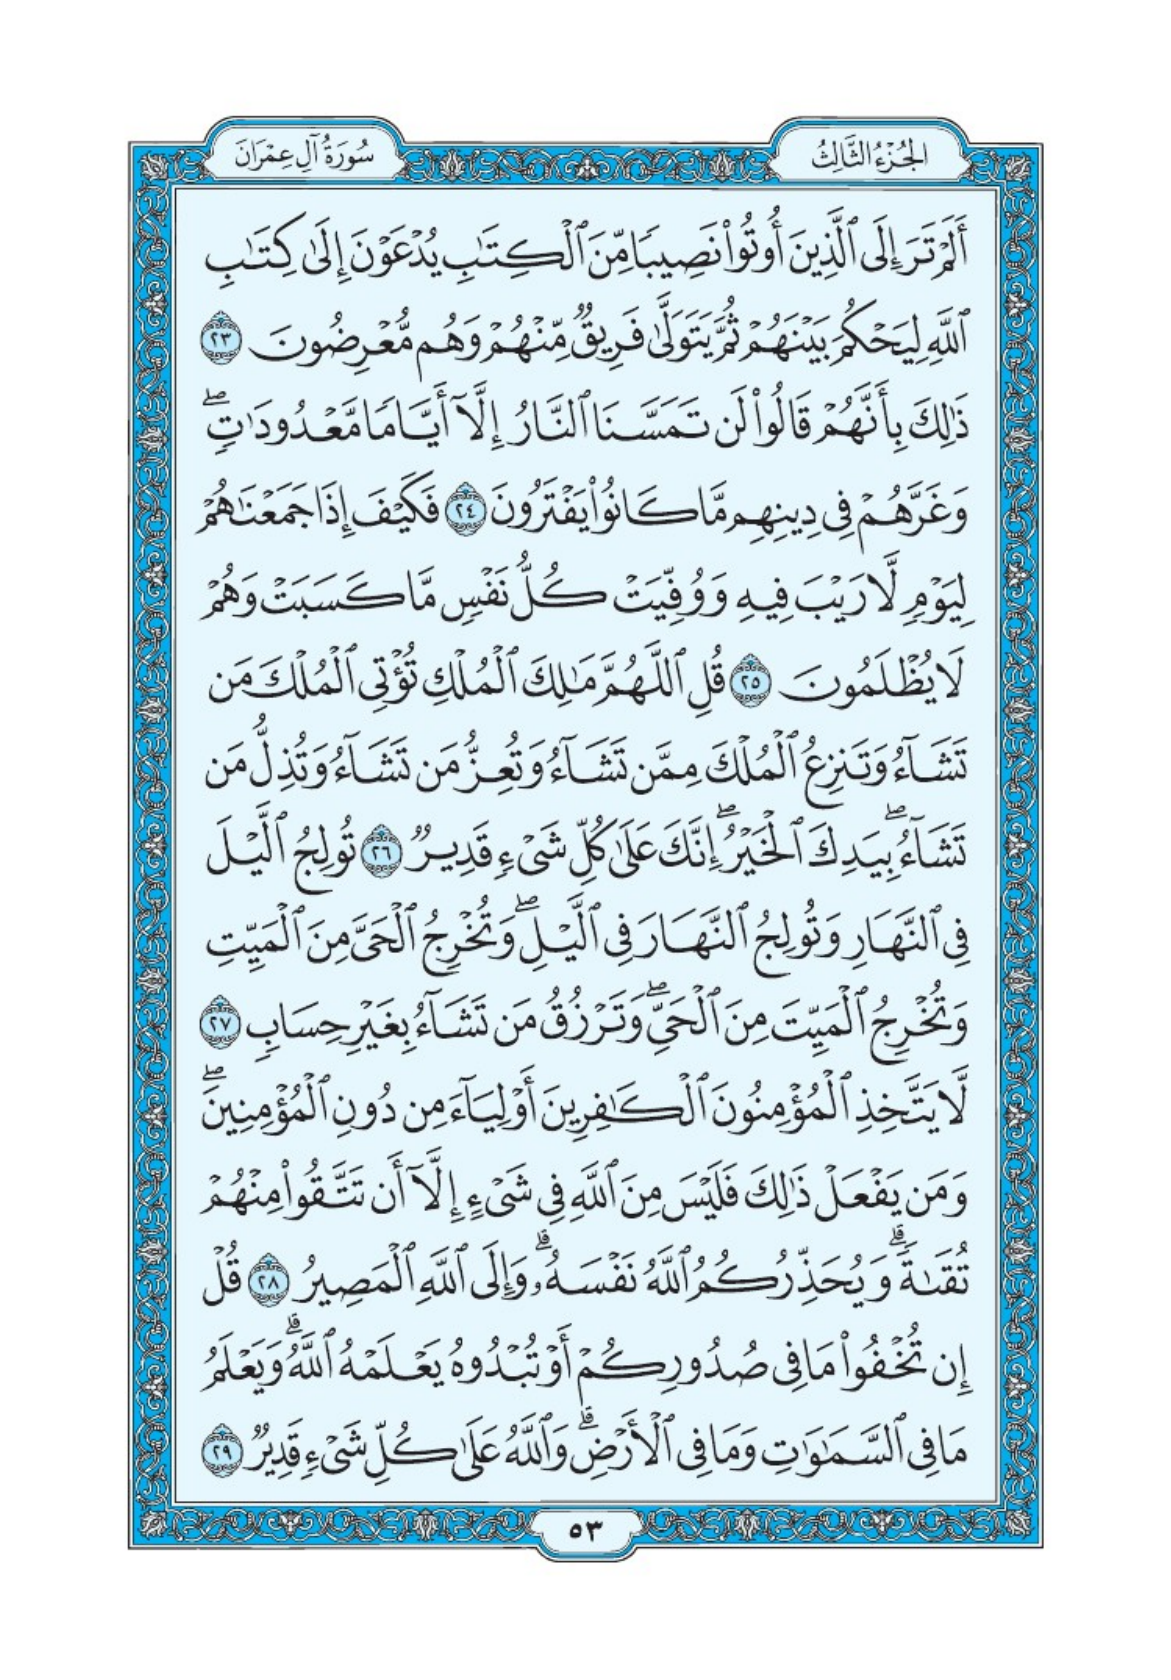 الجُزْءُ الثَّالِثُ
سُورَةُ آلِ عِمْرَانَ
أَلَمْ تَرَ إِلَى ٱلَّذِينَ أُوتُوا۟ نَصِيبًا مِّنَ ٱلْكِتَـٰبِ يُدْعَوْنَ إِلَىٰ كِتَـٰبِ
ٱللَّهِ لِيَحْكُمَ بَيْنَهُمْ ثُمَّ يَتَوَلَّىٰ فَرِيقٌ مِّنْهُمْ وَهُم مُّعْرِضُونَ ٢٣
ذَٰلِكَ بِأَنَّهُمْ قَالُوا۟ لَن تَمَسَّنَا ٱلنَّارُ إِلَّآ أَيَّامًا مَّعْدُودَٰتٍ ۖ
وَغَرَّهُمْ فِى دِينِهِم مَّا كَانُوا۟ يَفْتَرُونَ ٢٤ فَكَيْفَ إِذَا جَمَعْنَـٰهُمْ
لِيَوْمٍ لَّا رَيْبَ فِيهِ وَوُفِّيَتْ كُلُّ نَفْسٍ مَّا كَسَبَتْ وَهُمْ
لَا يُظْلَمُونَ ٢٥ قُلِ ٱللَّهُمَّ مَـٰلِكَ ٱلْمُلْكِ تُؤْتِى ٱلْمُلْكَ مَن
تَشَآءُ وَتَنزِعُ ٱلْمُلْكَ مِمَّن تَشَآءُ وَتُعِزُّ مَن تَشَآءُ وَتُذِلُّ مَن
تَشَآءُ ۖ بِيَدِكَ ٱلْخَيْرُ ۖ إِنَّكَ عَلَىٰ كُلِّ شَىْءٍ قَدِيرٌ ٢٦ تُولِجُ ٱلَّيْلَ
فِى ٱلنَّهَارِ وَتُولِجُ ٱلنَّهَارَ فِى ٱلَّيْلِ ۖ وَتُخْرِجُ ٱلْحَىَّ مِنَ ٱلْمَيِّتِ
وَتُخْرِجُ ٱلْمَيِّتَ مِنَ ٱلْحَىِّ ۖ وَتَرْزُقُ مَن تَشَآءُ بِغَيْرِ حِسَابٍ ٢٧
لَّا يَتَّخِذِ ٱلْمُؤْمِنُونَ ٱلْكَـٰفِرِينَ أَوْلِيَآءَ مِن دُونِ ٱلْمُؤْمِنِينَ ۖ
وَمَن يَفْعَلْ ذَٰلِكَ فَلَيْسَ مِنَ ٱللَّهِ فِى شَىْءٍ إِلَّآ أَن تَتَّقُوا۟ مِنْهُمْ
تُقَىٰةً ۗ وَيُحَذِّرُكُمُ ٱللَّهُ نَفْسَهُۥ ۗ وَإِلَى ٱللَّهِ ٱلْمَصِيرُ ٢٨ قُلْ
إِن تُخْفُوا۟ مَا فِى صُدُورِكُمْ أَوْ تُبْدُوهُ يَعْلَمْهُ ٱللَّهُ ۗ وَيَعْلَمُ
مَا فِى ٱلسَّمَـٰوَٰتِ وَمَا فِى ٱلْأَرْضِ ۗ وَٱللَّهُ عَلَىٰ كُلِّ شَىْءٍ قَدِيرٌ ٢٩
٥٣